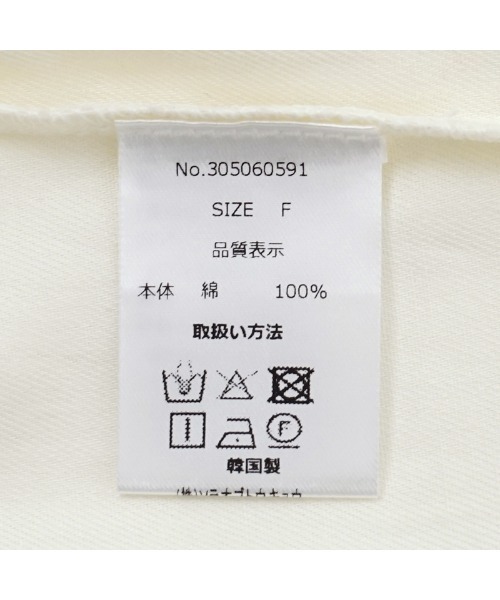 No.305060591
SIZE F
品質表示
本体 綿 100%
取扱い方法
F
韓国製